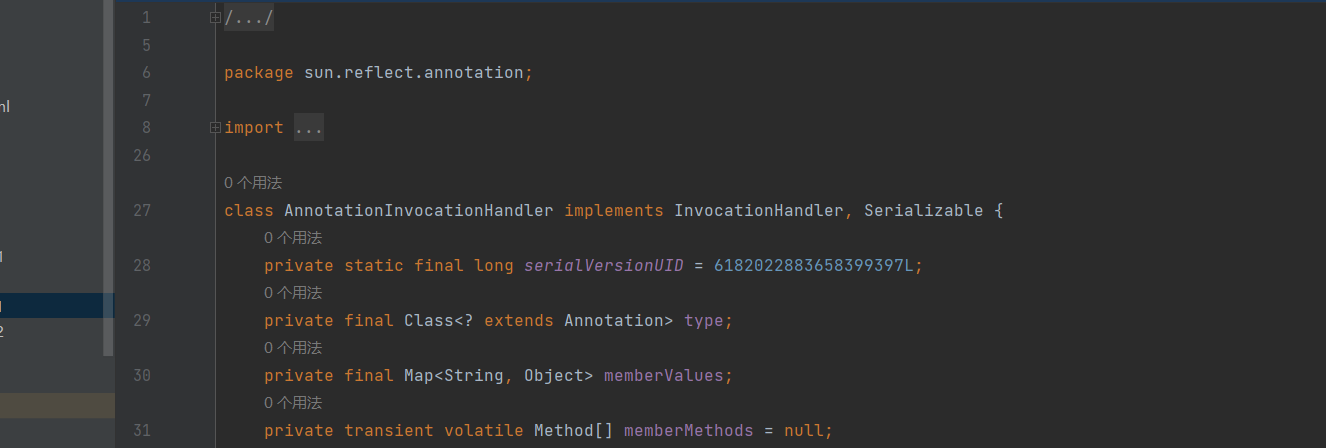 1 /.../
5
6 package sun.reflect.annotation;
7
nl
8 import ...
26
0 个用法
27 class AnnotationInvocationHandler implements InvocationHandler, Serializable {
0 个用法
28 private static final long serialVersionUID = 6182022883658399397L;
0 个用法
29 private final Class<? extends Annotation> type;
2
0 个用法
30 private final Map<String, Object> memberValues;
0 个用法
31 private transient volatile Method[] memberMethods = null;